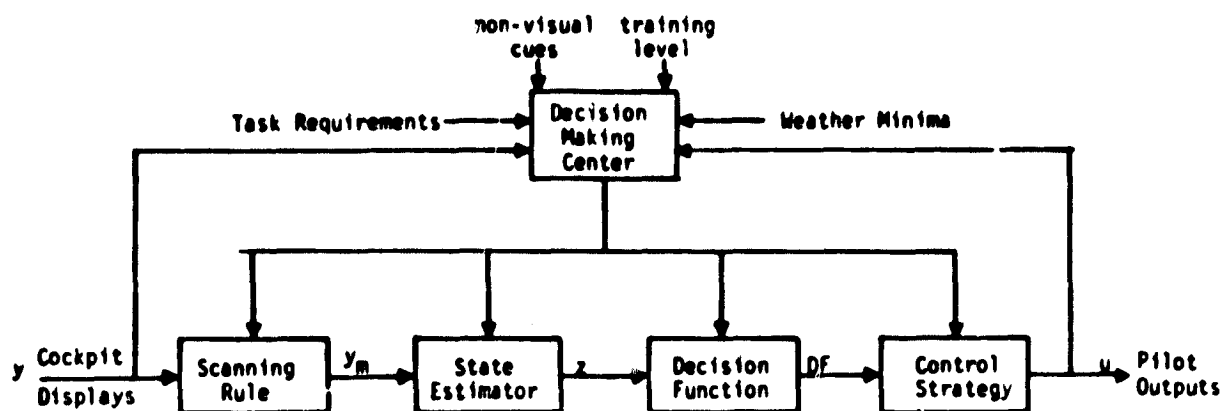 non-visual training
cues level
Decision
Making
Center
Task Requirements
Weather Minima
y Cockpit
Displays
Scanning
Rule
y_m
State
Estimator
z
Decision
Function
DF
Control
Strategy
u Pilot
Outputs